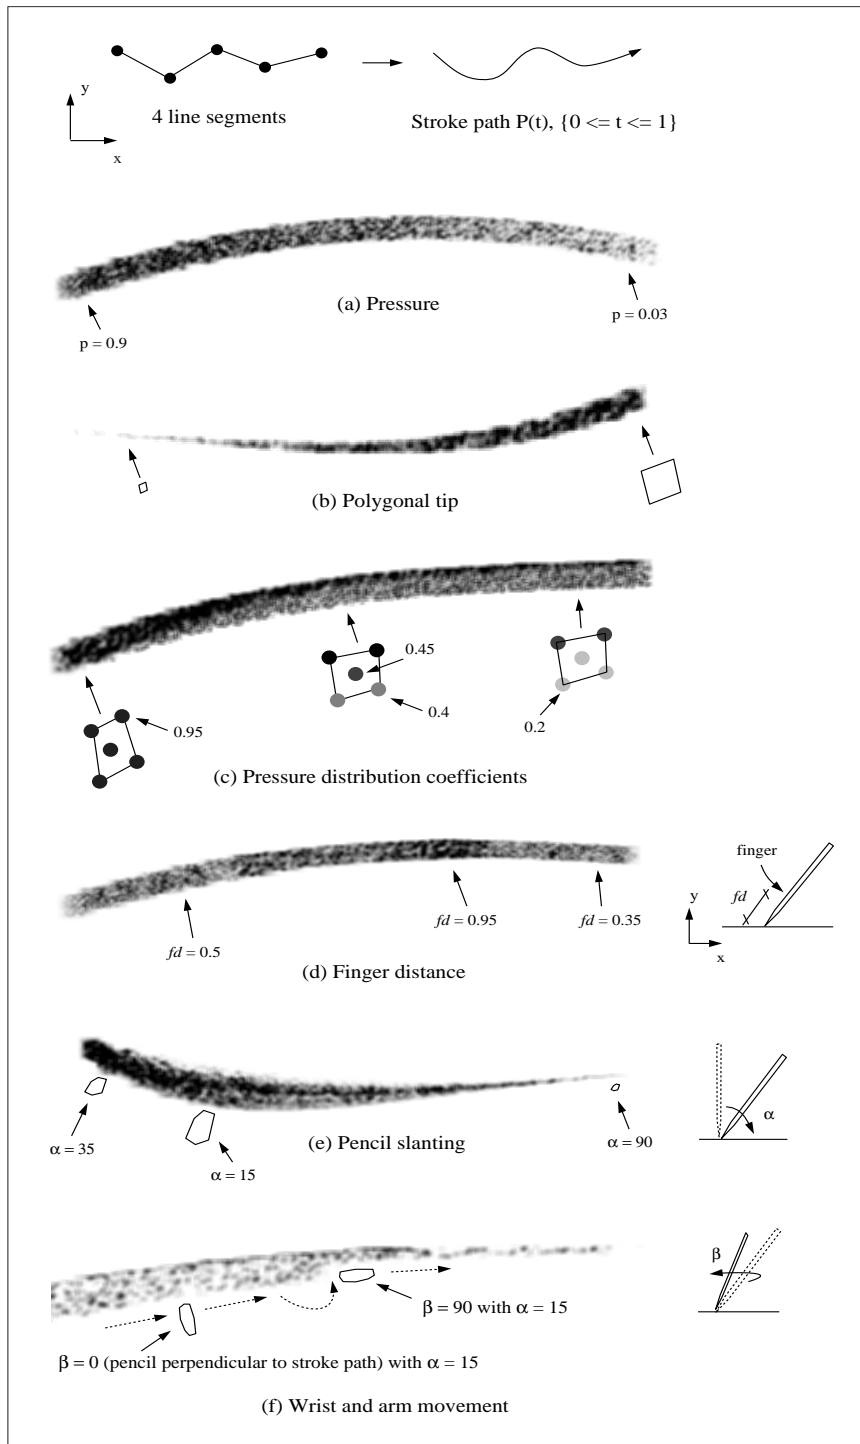 y
x
4 line segments
Stroke path P(t), {0 <= t <= 1}
(a) Pressure
p = 0.9
p = 0.03
(b) Polygonal tip
0.95
0.45
0.4
0.2
(c) Pressure distribution coefficients
fd = 0.5
fd = 0.95
fd = 0.35
finger
fd
y
x
(d) Finger distance
α = 35
α = 15
(e) Pencil slanting
α = 90
α
β
β = 90 with α = 15
β = 0 (pencil perpendicular to stroke path) with α = 15
(f) Wrist and arm movement